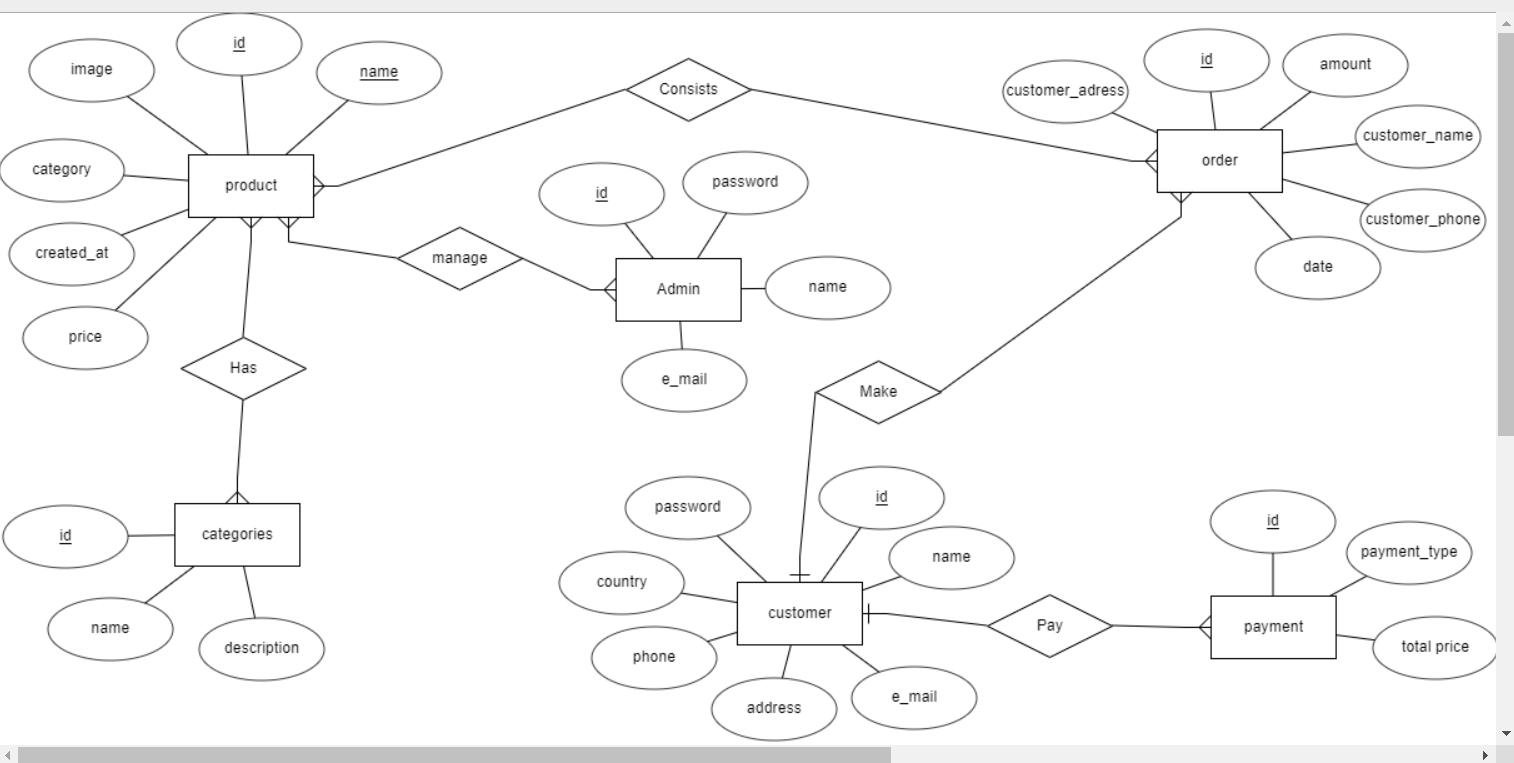 id
image
name
category
product
created_at
price
Consists
id
amount
customer_adress
customer_name
order
customer_phone
date
id
password
manage
Admin
name
e_mail
Has
Make
categories
id
name
description
password
id
name
country
customer
phone
address
e_mail
Pay
id
payment_type
payment
total price